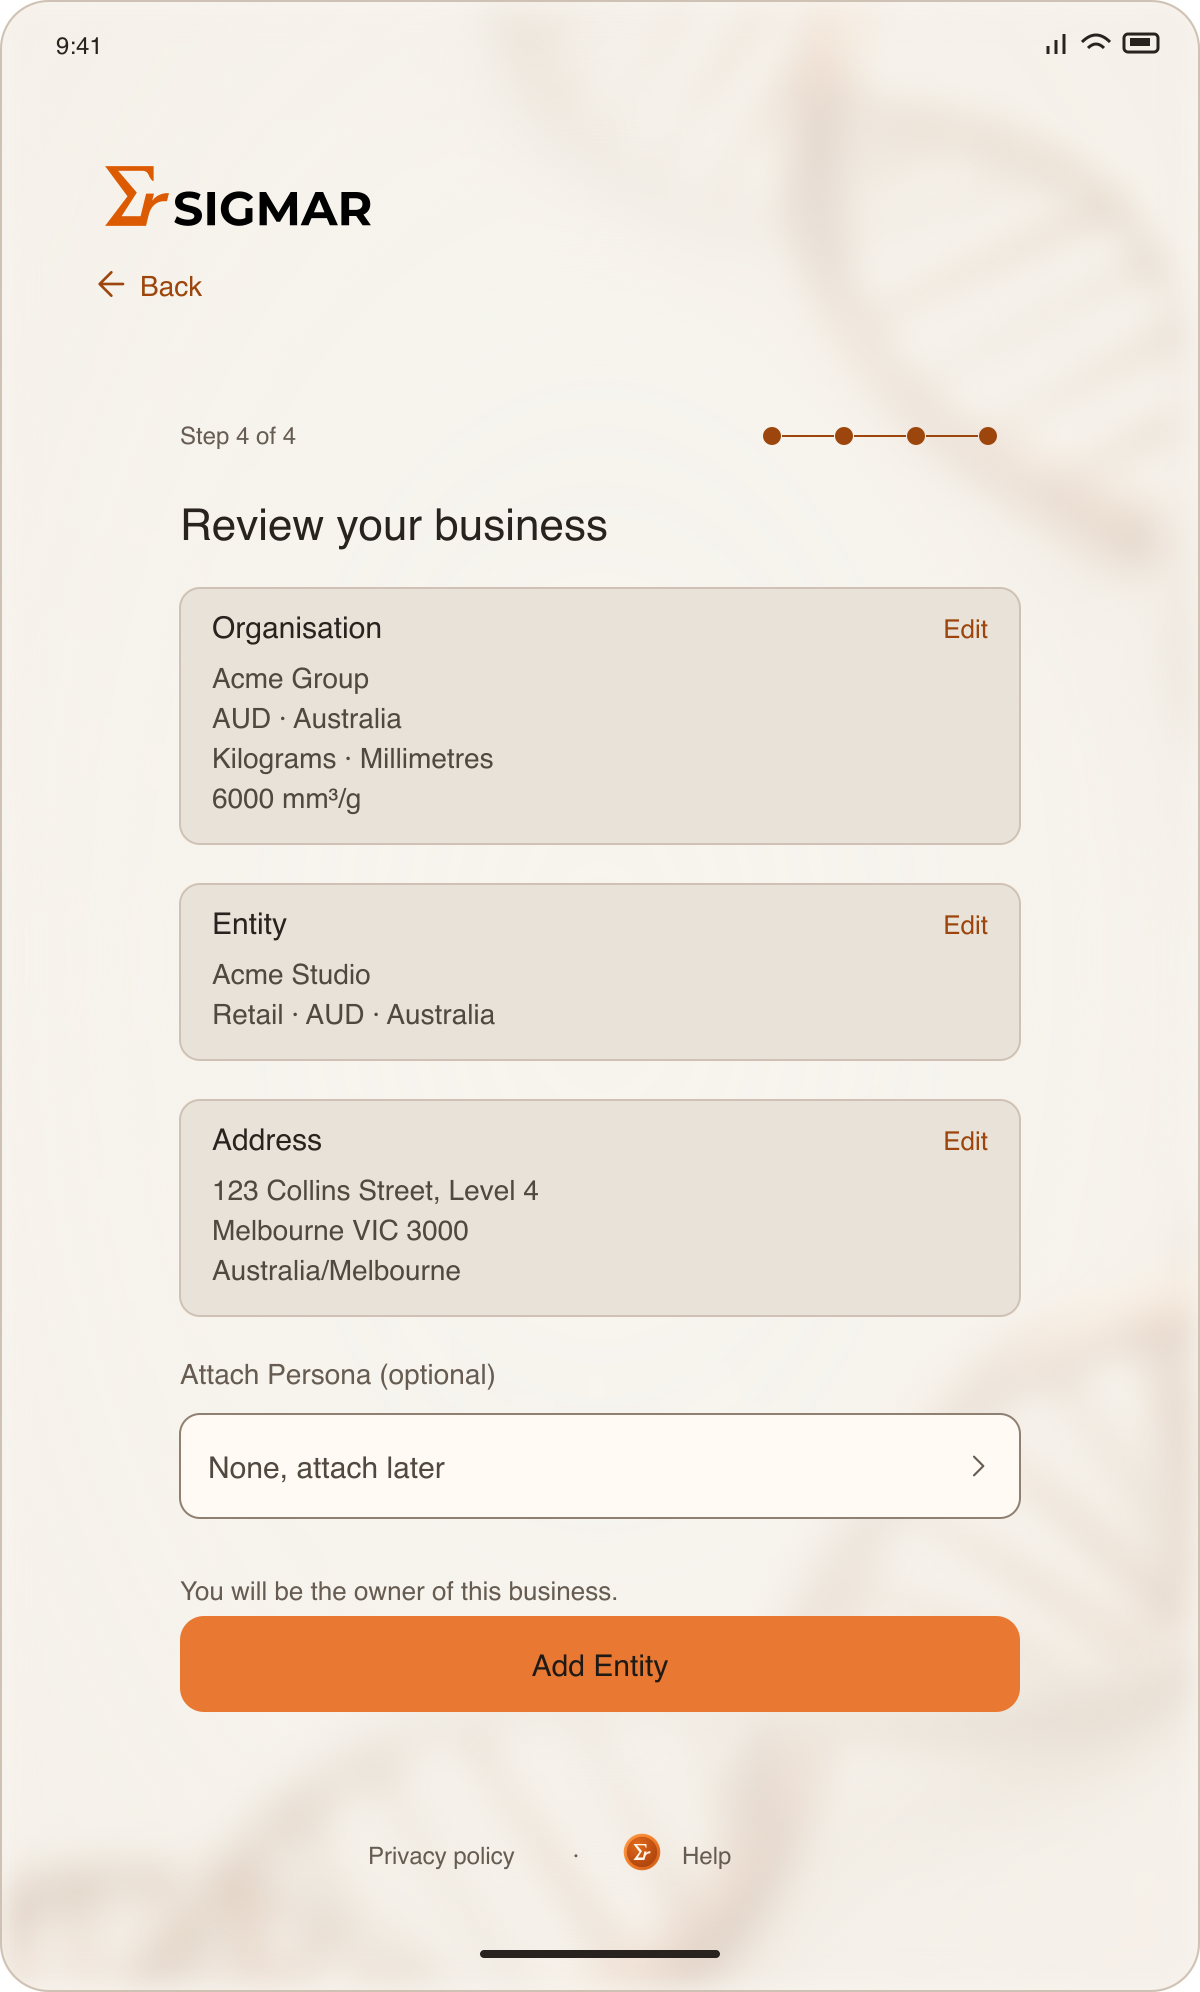 9:41
Σr SIGMAR
Back
Step 4 of 4
Review your business
Organisation
Edit
Acme Group
AUD · Australia
Kilograms · Millimetres
6000 mm³/g
Entity
Edit
Acme Studio
Retail · AUD · Australia
Address
Edit
123 Collins Street, Level 4
Melbourne VIC 3000
Australia/Melbourne
Attach Persona (optional)
None, attach later
You will be the owner of this business.
Add Entity
Privacy policy · Σr Help